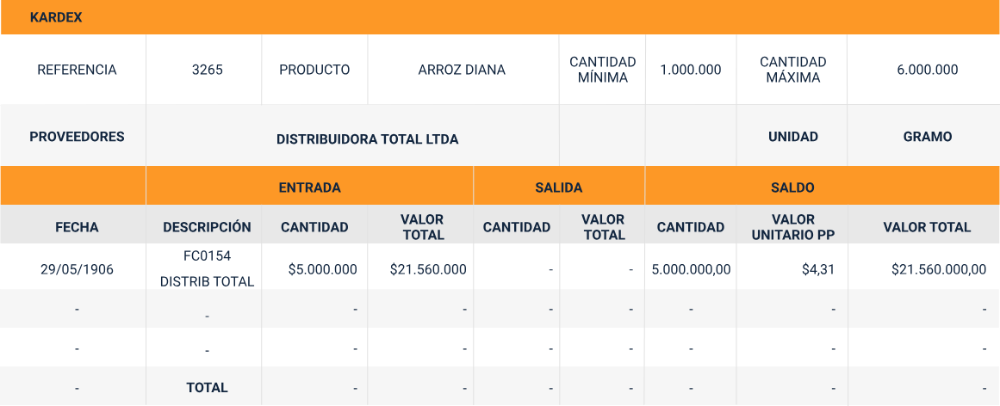 KARDEX
REFERENCIA 3265 PRODUCTO ARROZ DIANA CANTIDAD MÍNIMA 1.000.000 CANTIDAD MÁXIMA 6.000.000
PROVEEDORES DISTRIBUIDORA TOTAL LTDA UNIDAD GRAMO
ENTRADA SALIDA SALDO
FECHA DESCRIPCIÓN CANTIDAD VALOR TOTAL CANTIDAD VALOR TOTAL CANTIDAD VALOR UNITARIO PP VALOR TOTAL
29/05/1906 FC0154 DISTRIB TOTAL $5.000.000 $21.560.000 - - 5.000.000,00 $4,31 $21.560.000,00
- - - - - - - - -
- - - - - - - - -
- TOTAL - - - - - - -